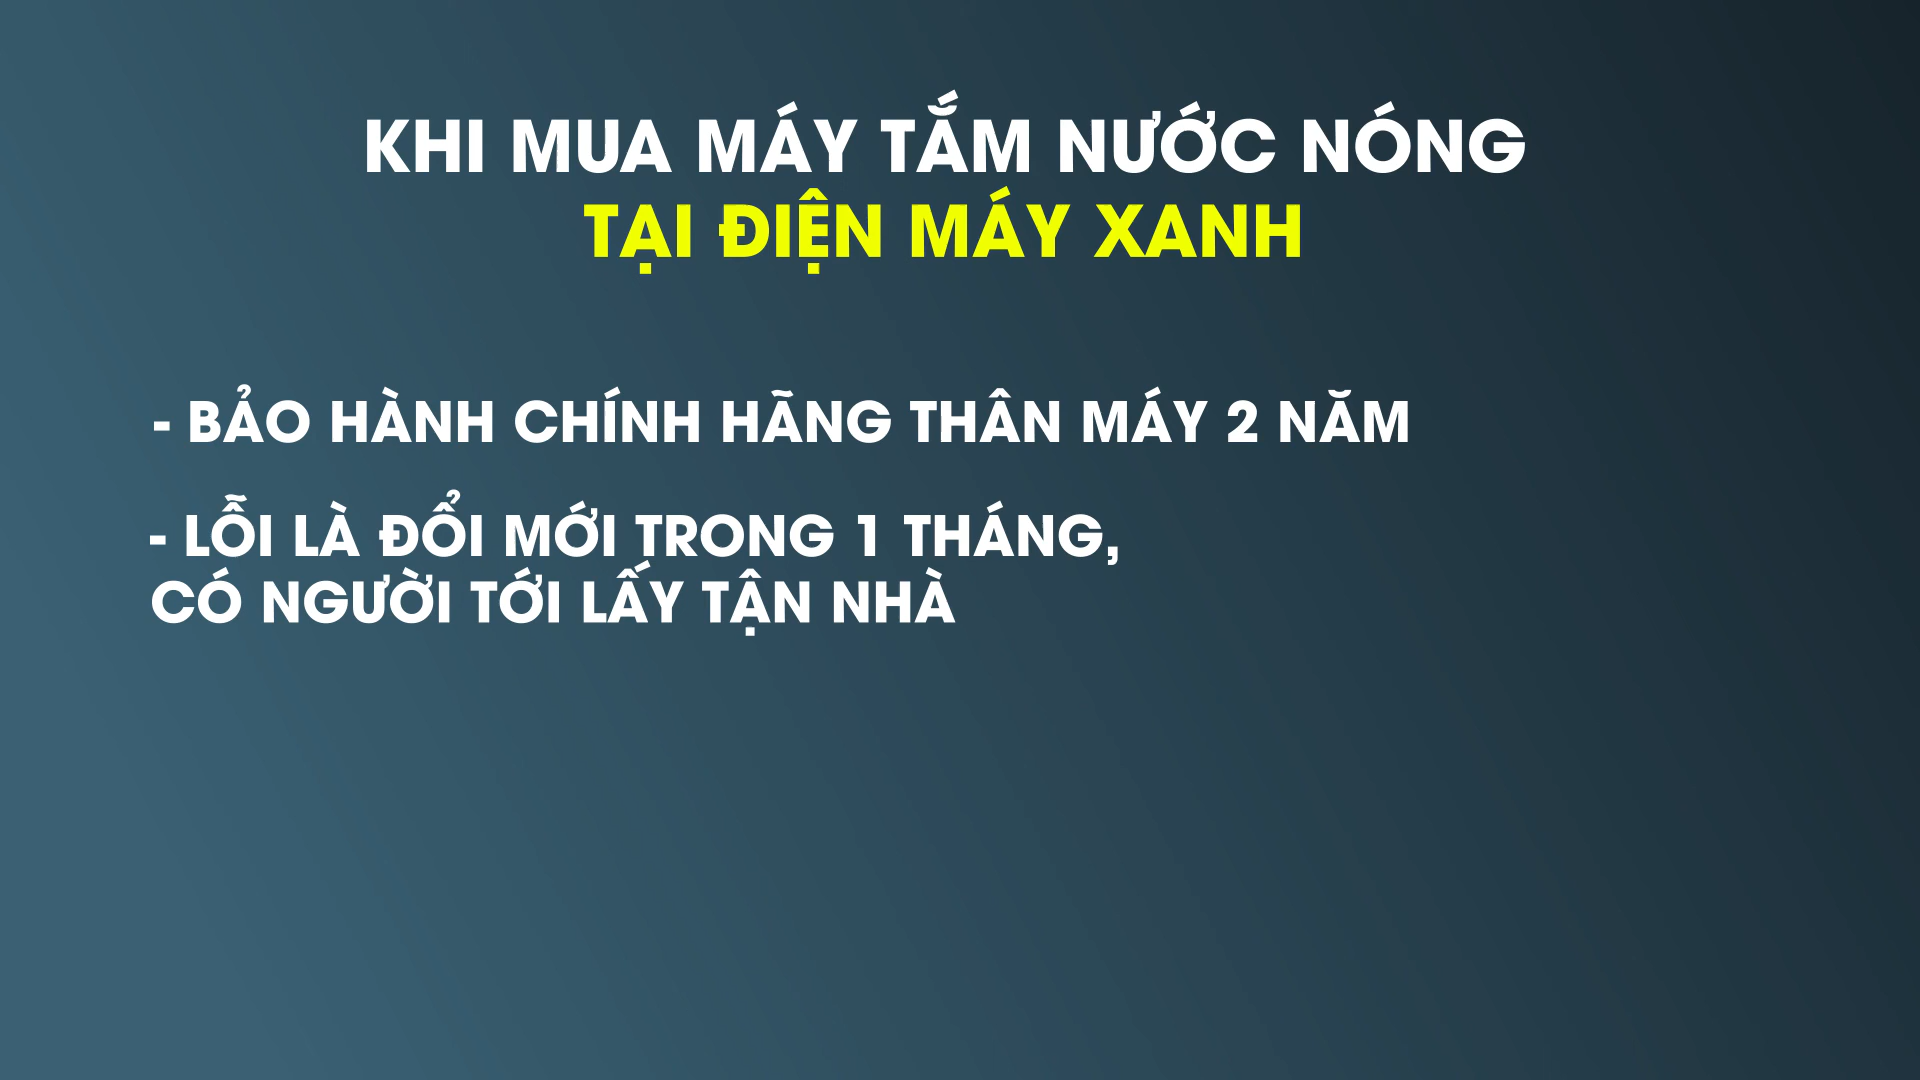 KHI MUA MÁY TẮM NƯỚC NÓNG
TẠI ĐIỆN MÁY XANH
- BẢO HÀNH CHÍNH HÃNG THÂN MÁY 2 NĂM
- LỖI LÀ ĐỔI MỚI TRONG 1 THÁNG,
CÓ NGƯỜI TỚI LẤY TẬN NHÀ